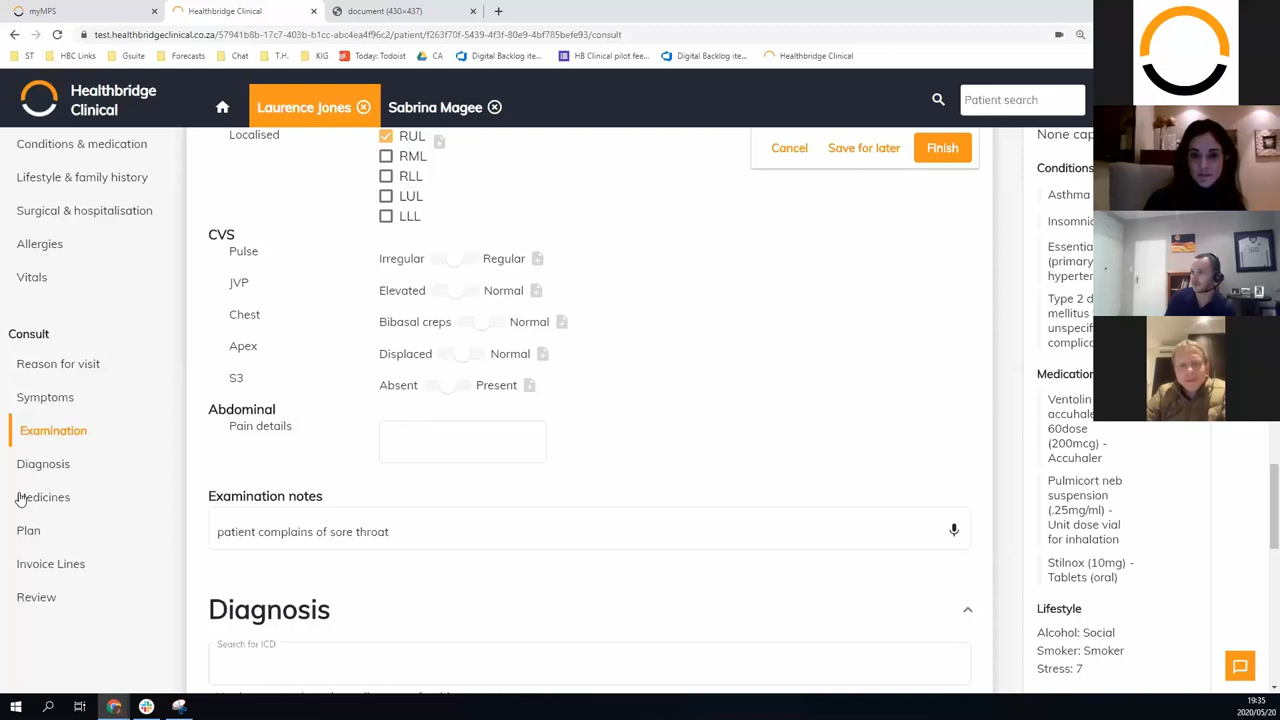 myMPS
Healthbridge Clinical
document (430×437)
test.healthbridgeclinical.co.za/57941b8b-17c7-403b-b1cc-abc4ea4f96c2/patient/f263f70f-5439-4f3f-80e9-4bf785befe93/consult
ST
HBC Links
Gsuite
Forecasts
Chat
T.H.
KIG
Today: Todoist
CA
Digital Backlog ite...
HB Clinical pilot fee...
Digital Backlog ite...
Healthbridge Clinical
Healthbridge
Clinical
Laurence Jones
Sabrina Magee
Patient search
Conditions & medication
Lifestyle & family history
Surgical & hospitalisation
Allergies
Vitals
Consult
Reason for visit
Symptoms
Examination
Diagnosis
Medicines
Plan
Invoice Lines
Review
Localised
RUL
RML
RLL
LUL
LLL
Cancel
Save for later
Finish
CVS
Pulse
Irregular Regular
JVP
Elevated Normal
Chest
Bibasal creps Normal
Apex
Displaced Normal
S3
Absent Present
Abdominal
Pain details
Examination notes
patient complains of sore throat
Diagnosis
Search for ICD
None cap
Conditions
Asthma
Insomnia
Essential
(primary)
hypertens
Type 2 d
mellitus
unspecifi
complica
Medication
Ventolin
accuhaler
60dose
(200mcg) -
Accuhaler
Pulmicort neb
suspension
(.25mg/ml) -
Unit dose vial
for inhalation
Stilnox (10mg) -
Tablets (oral)
Lifestyle
Alcohol: Social
Smoker: Smoker
Stress: 7
19:35
2020/05/20